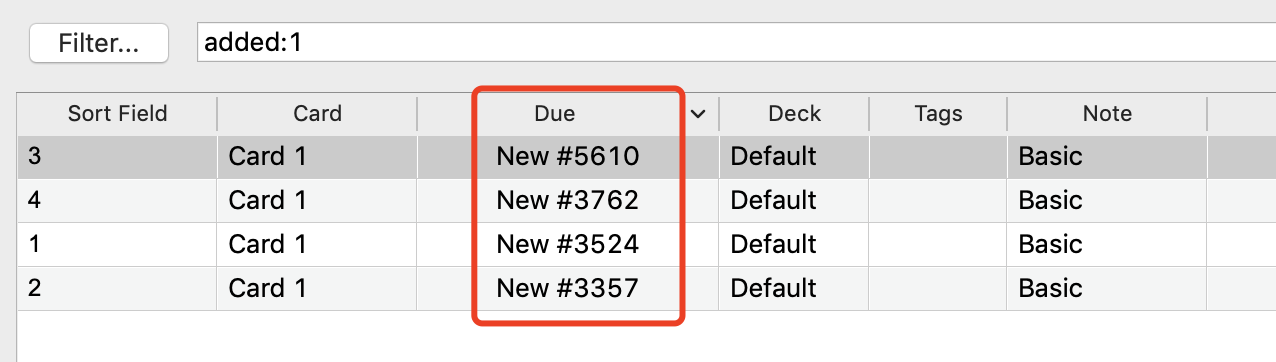 Filter... added:1
Sort Field Card Due Deck Tags Note
3 Card 1 New #5610 Default Basic
4 Card 1 New #3762 Default Basic
1 Card 1 New #3524 Default Basic
2 Card 1 New #3357 Default Basic